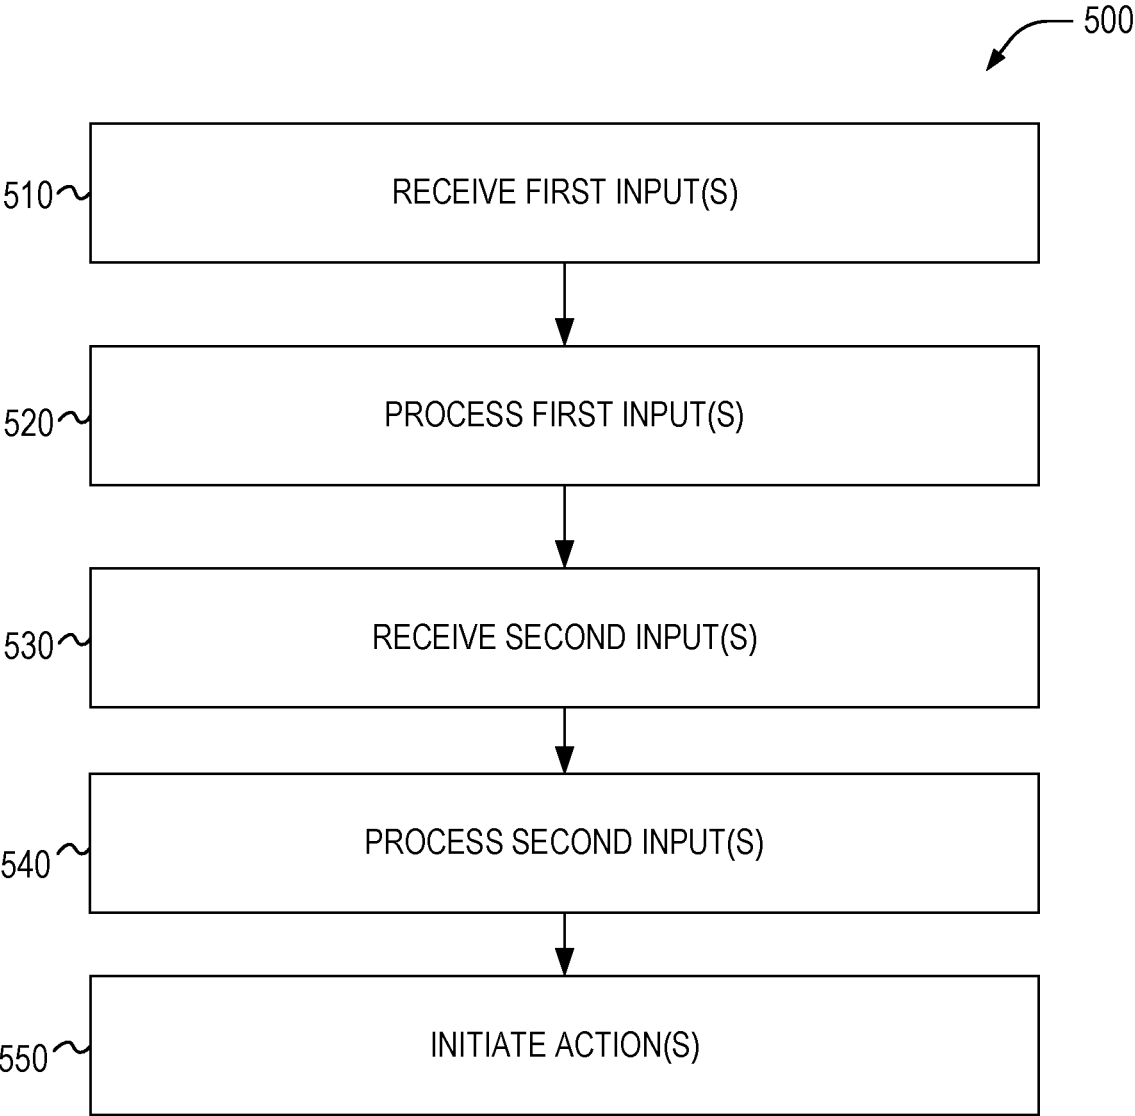 500
510
RECEIVE FIRST INPUT(S)
520
PROCESS FIRST INPUT(S)
530
RECEIVE SECOND INPUT(S)
540
PROCESS SECOND INPUT(S)
550
INITIATE ACTION(S)